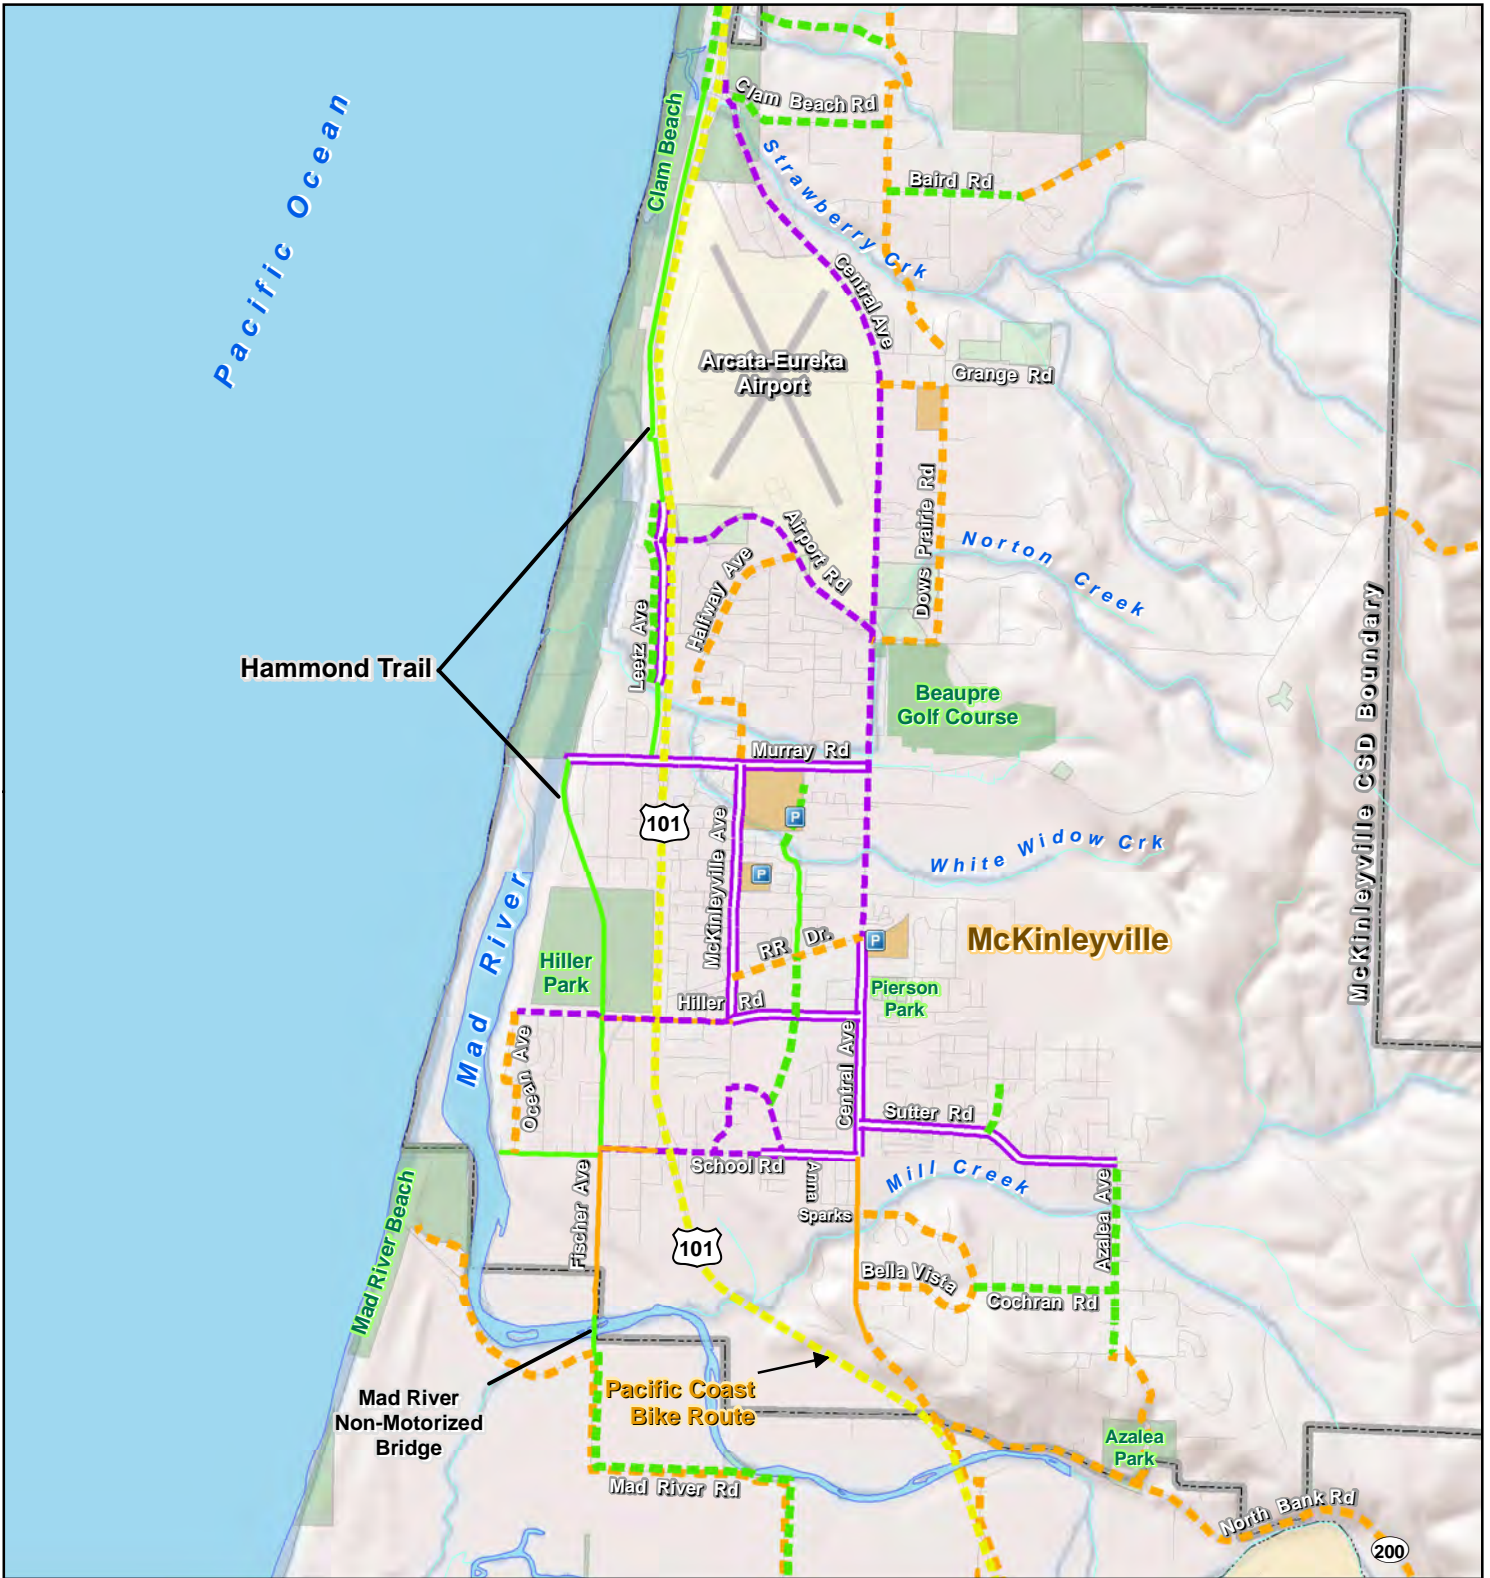 Clam Beach Rd
Clam Beach
Pacific Ocean
Strawberry Crk
Baird Rd
Central Ave
Arcata-Eureka
Airport
Grange Rd
Dows Prairie Rd
Airport Rd
Norton Creek
Halfway Ave
Leetz Ave
McKinleyville CSD Boundary
Hammond Trail
Beaupre
Golf Course
Murray Rd
101
P
McKinleyville Ave
White Widow Crk
P
Mad River
RR Dr.
P
McKinleyville
Hiller
Park
Pierson
Park
Hiller Rd
Ocean Ave
Central Ave
Sutter Rd
School Rd
Anna
Sparks
Mill Creek
Fischer Ave
Azalea Ave
Mad River Beach
101
Bella Vista
Cochran Rd
Pacific Coast
Bike Route
Mad River
Non-Motorized
Bridge
Azalea
Park
Mad River Rd
North Bank Rd
200